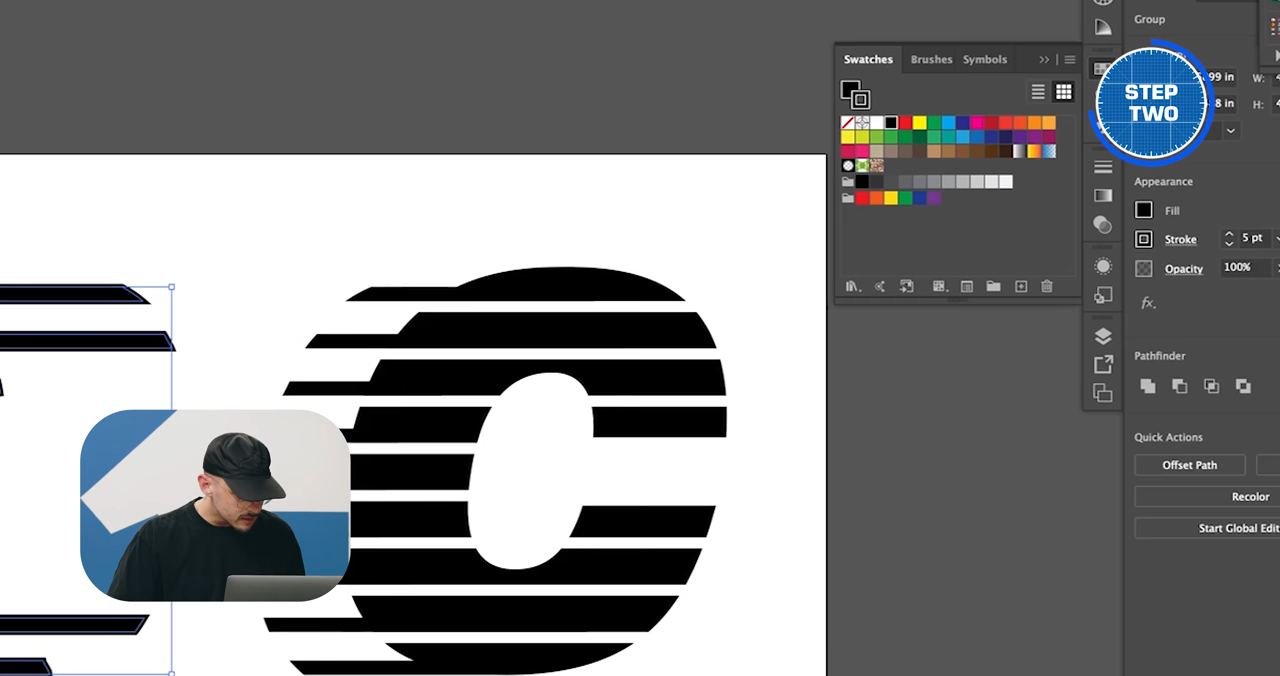 Group
Swatches Brushes Symbols
STEP
TWO
99 in W:
8 in H:
Appearance
Fill
Stroke 5 pt
Opacity 100%
fx.
Pathfinder
Quick Actions
Offset Path
Recolor
Start Global Edit
C